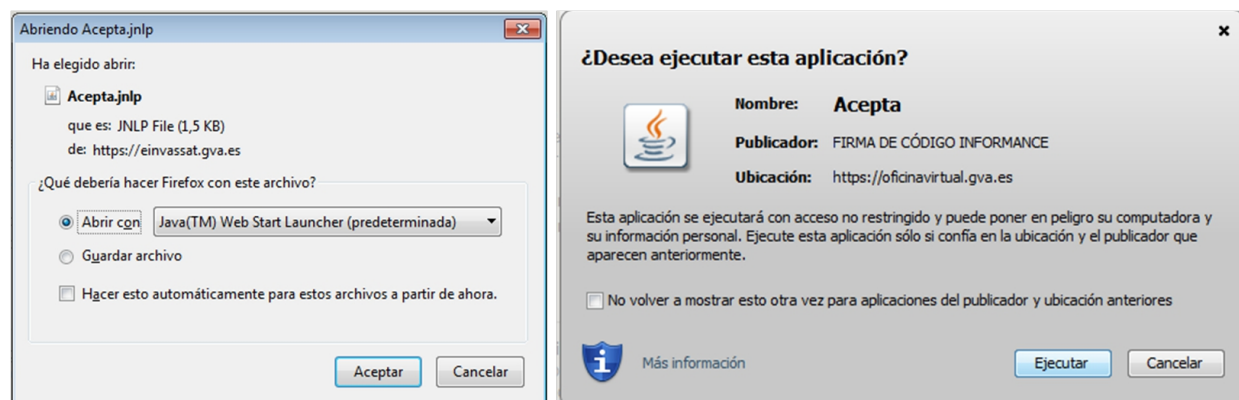 Abriendo Acepta.jnlp
Ha elegido abrir:
Acepta.jnlp
que es: JNLP File (1,5 KB)
de: https://einvassat.gva.es
¿Qué debería hacer Firefox con este archivo?
Abrir con Java(TM) Web Start Launcher (predeterminada)
Guardar archivo
Hacer esto automáticamente para estos archivos a partir de ahora.
Aceptar Cancelar
¿Desea ejecutar esta aplicación?
Nombre: Acepta
Publicador: FIRMA DE CÓDIGO INFORMANCE
Ubicación: https://oficinavirtual.gva.es
Esta aplicación se ejecutará con acceso no restringido y puede poner en peligro su computadora y
su información personal. Ejecute esta aplicación sólo si confía en la ubicación y el publicador que
aparecen anteriormente.
No volver a mostrar esto otra vez para aplicaciones del publicador y ubicación anteriores
Más información
Ejecutar Cancelar